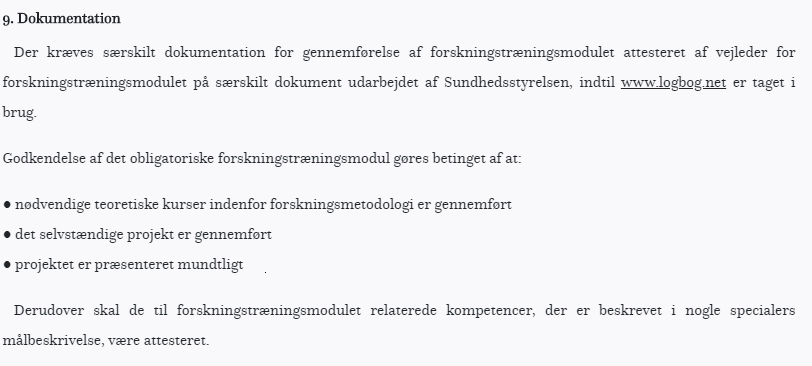 9. Dokumentation
Der kræves særskilt dokumentation for gennemførelse af forskningstræningsmodulet attesteret af vejleder for
forskningstræningsmodulet på særskilt dokument udarbejdet af Sundhedsstyrelsen, indtil www.logbog.net er taget i
brug.
Godkendelse af det obligatoriske forskningstræningsmodul gøres betinget af at:
● nødvendige teoretiske kurser indenfor forskningsmetodologi er gennemført
● det selvstændige projekt er gennemført
● projektet er præsenteret mundtligt .
Derudover skal de til forskningstræningsmodulet relaterede kompetencer, der er beskrevet i nogle specialers
målbeskrivelse, være attesteret.